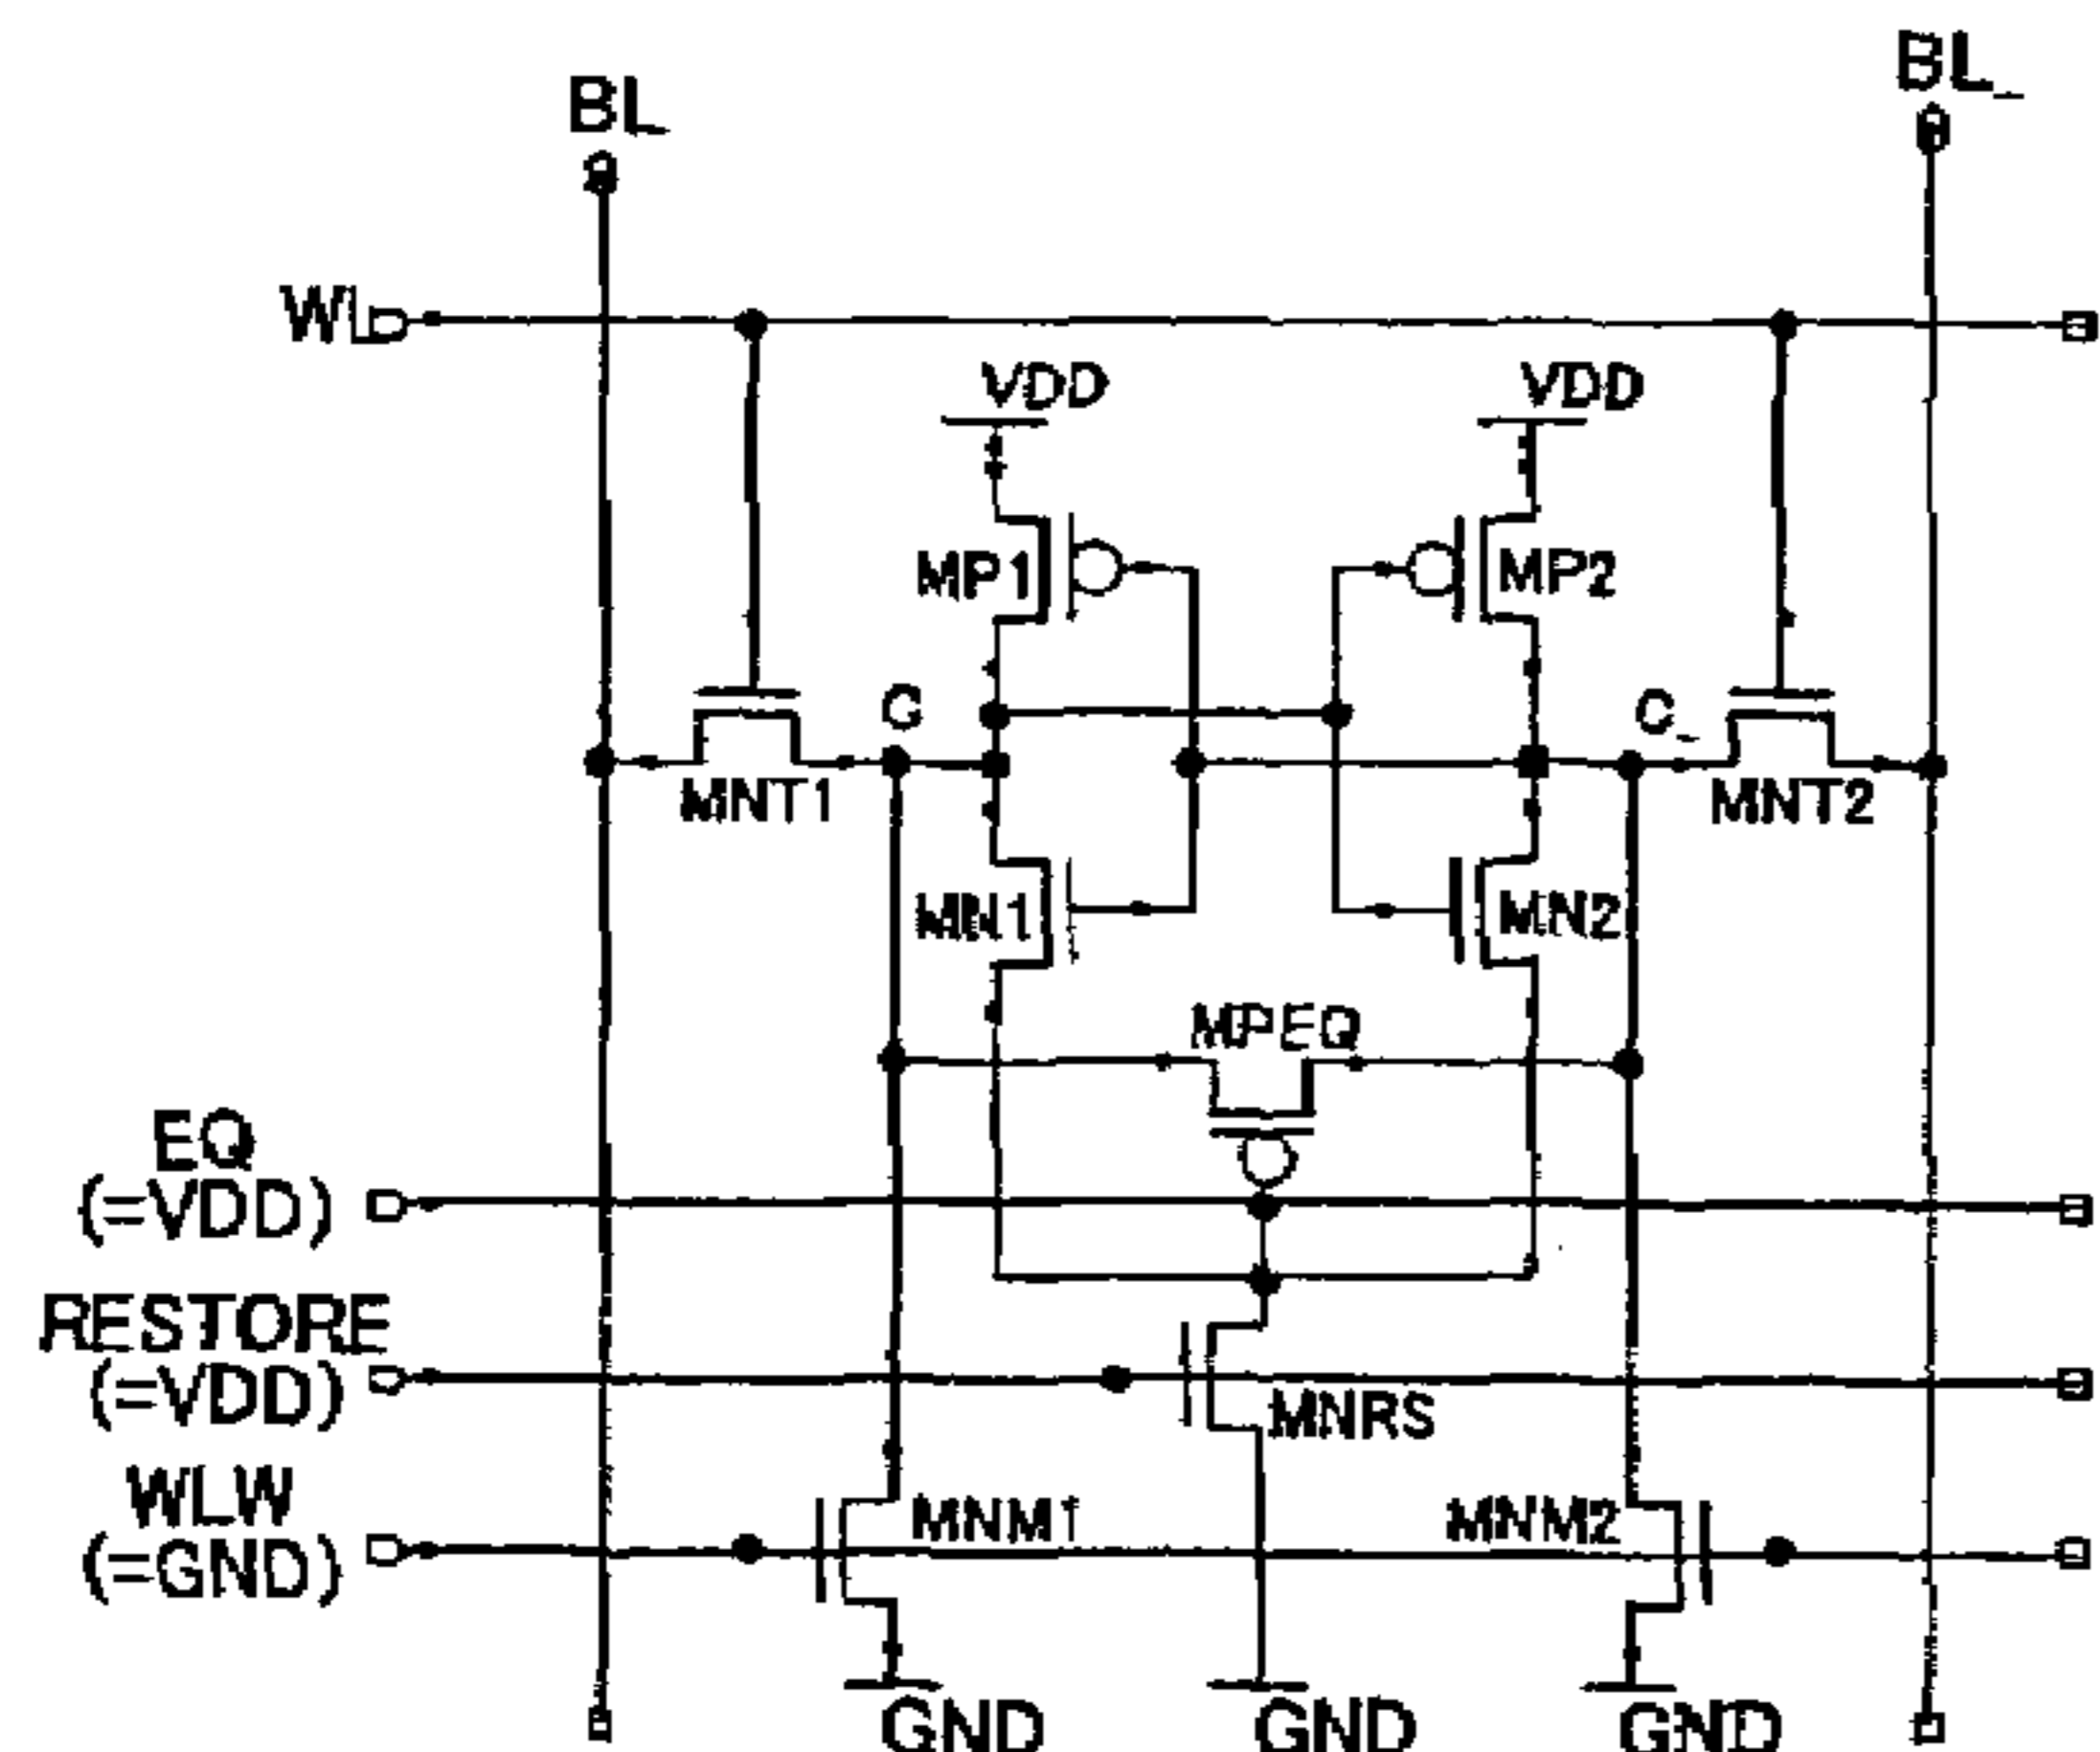 BL
BL_
WL
VDD
VDD
MP1
MP2
C
C_
MNT1
MNT2
MN1
MN2
MPEQ
EQ
(=VDD)
RESTORE
(=VDD)
MNRS
WLW
(=GND)
MNM1
MNM2
GND
GND
GND